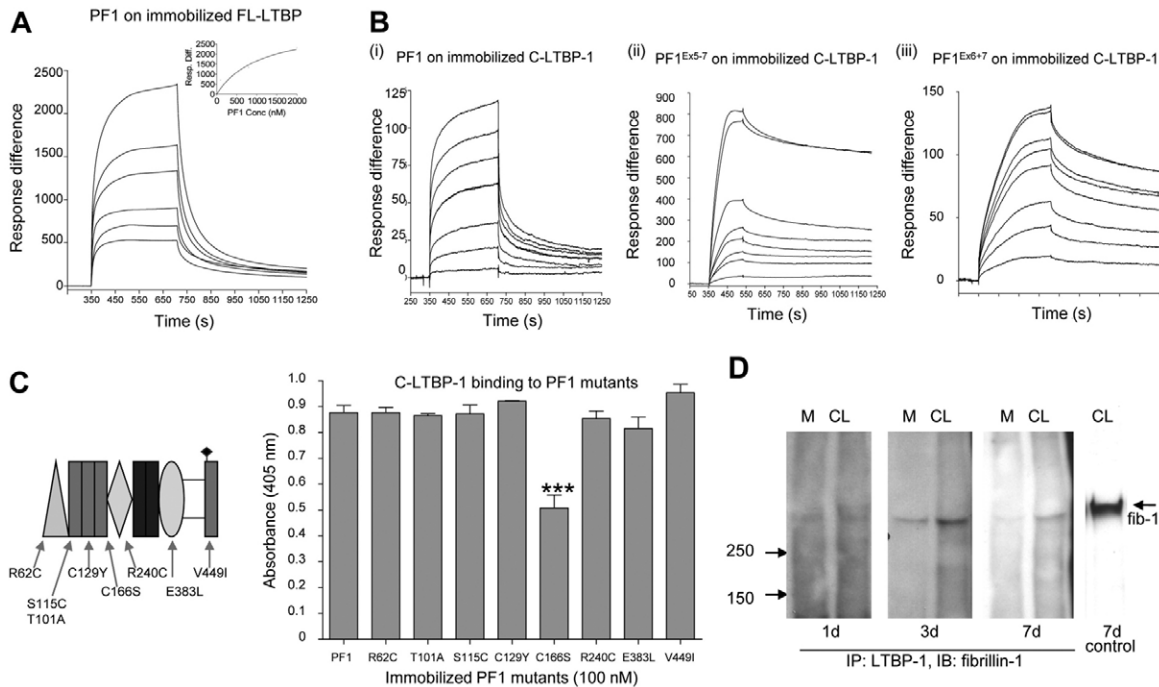 A
PF1 on immobilized FL-LTBP
Response difference
2500
2000
1500
1000
500
0
350 450 550 650 750 850 950 1050 1150 1250
Time (s)
Resp. Diff.
2500
2000
1500
1000
500
0
0 500 1000 1500 2000
PF1 Conc (nM)
B
(i)
PF1 on immobilized C-LTBP-1
Response difference
125
100
75
50
25
0
250 350 450 550 650 750 850 950 1050 1150 1250
Time (s)
(ii)
PF1Ex5-7 on immobilized C-LTBP-1
Response difference
900
800
700
600
500
400
300
200
100
0
250 350 450 550 650 750 850 950 1050 1150 1250
Time (s)
(iii)
PF1Ex6+7 on immobilized C-LTBP-1
Response difference
150
100
50
0
Time (s)
C
R62C
S115C
T101A
C129Y
C166S
R240C
E383L
V449I
C-LTBP-1 binding to PF1 mutants
Absorbance (405 nm)
1.0
0.9
0.8
0.7
0.6
0.5
0.4
0.3
0.2
0.1
0
***
PF1 R62C T101A S115C C129Y C166S R240C E383L V449I
Immobilized PF1 mutants (100 nM)
D
M CL M CL M CL CL
fib-1
250
150
1d 3d 7d 7d
control
IP: LTBP-1, IB: fibrillin-1